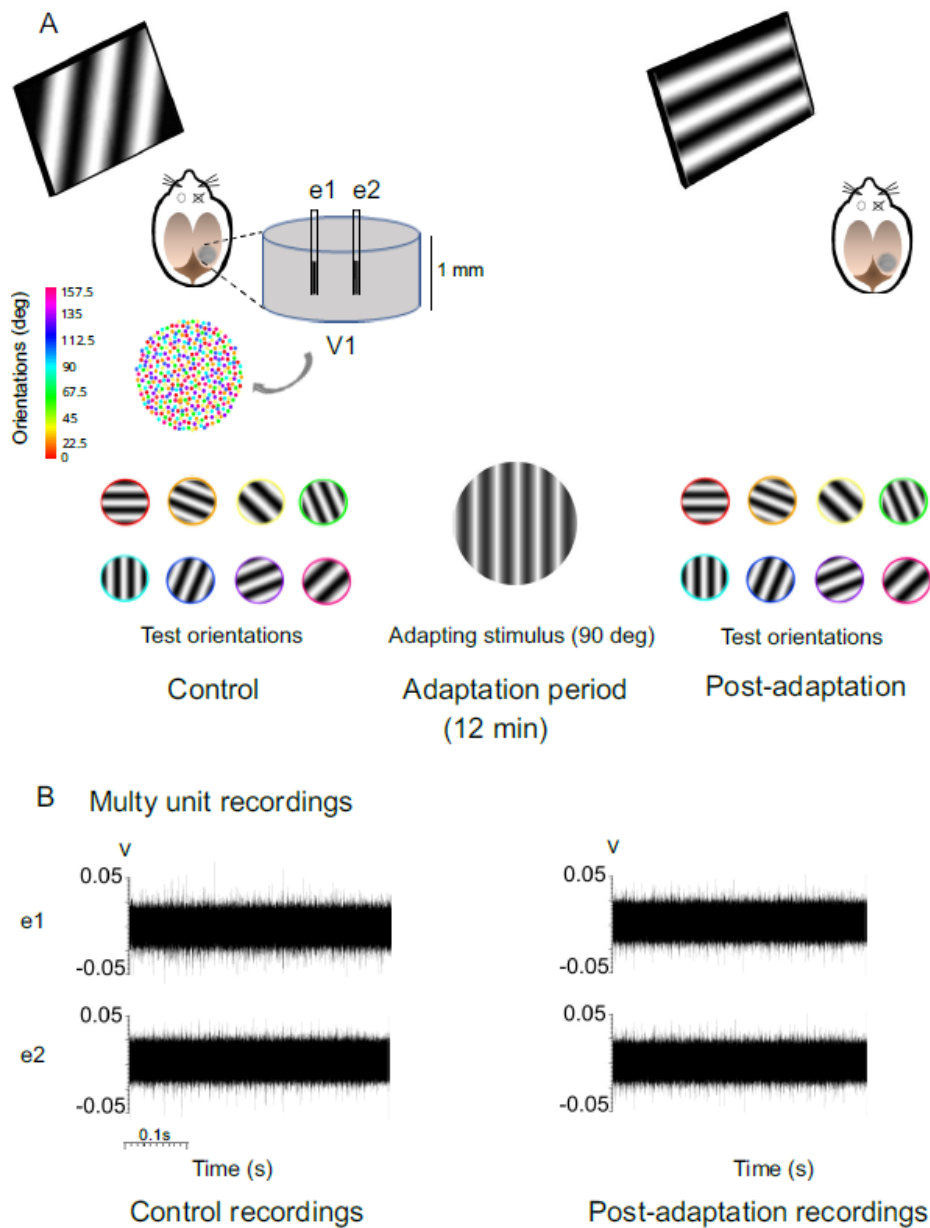 A
e1 e2
1 mm
V1
Orientations (deg)
157.5
135
112.5
90
67.5
45
22.5
0
Test orientations
Control
Adapting stimulus (90 deg)
Adaptation period
(12 min)
Test orientations
Post-adaptation
B Multy unit recordings
V
0.05
e1
-0.05
0.05
e2
-0.05
0.1s
Time (s)
Control recordings
V
0.05
-0.05
0.05
-0.05
Time (s)
Post-adaptation recordings